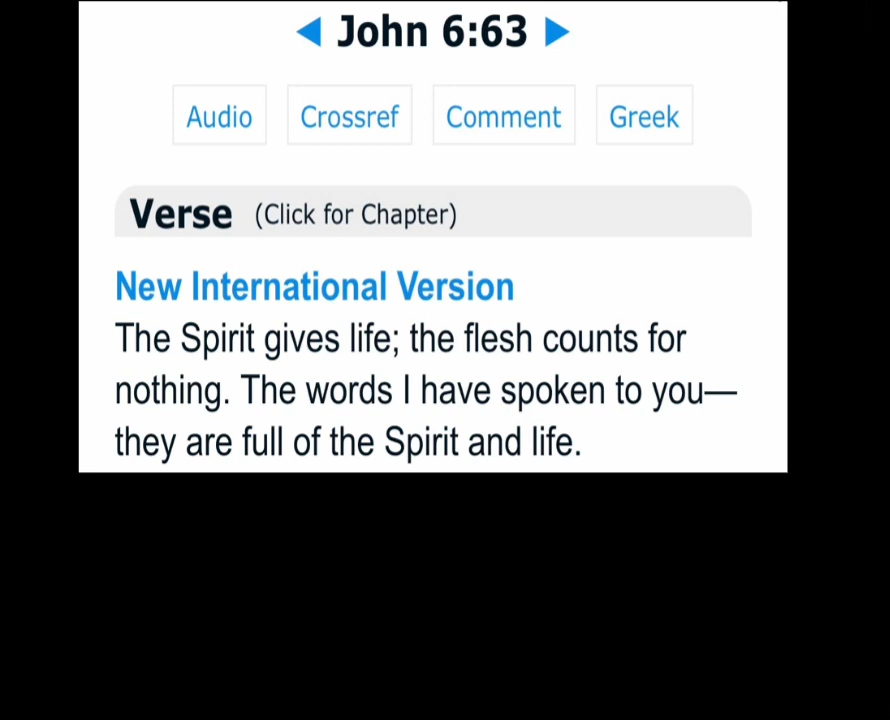 John 6:63
Audio Crossref Comment Greek
Verse (Click for Chapter)
New International Version
The Spirit gives life; the flesh counts for
nothing. The words I have spoken to you—
they are full of the Spirit and life.